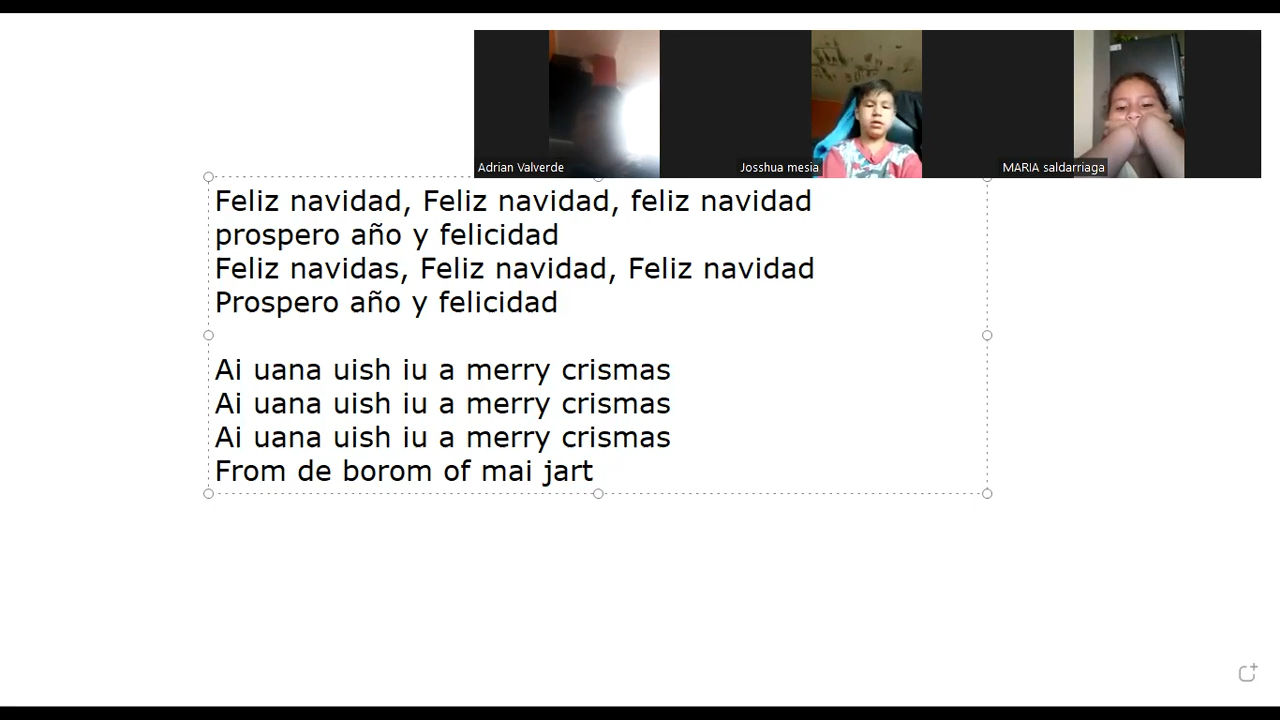 Adrian Valverde
Josshua mesia
MARIA saldarriaga
Feliz navidad, Feliz navidad, feliz navidad
prospero año y felicidad
Feliz navidas, Feliz navidad, Feliz navidad
Prospero año y felicidad
Ai uana uish iu a merry crismas
Ai uana uish iu a merry crismas
Ai uana uish iu a merry crismas
From de borom of mai jart